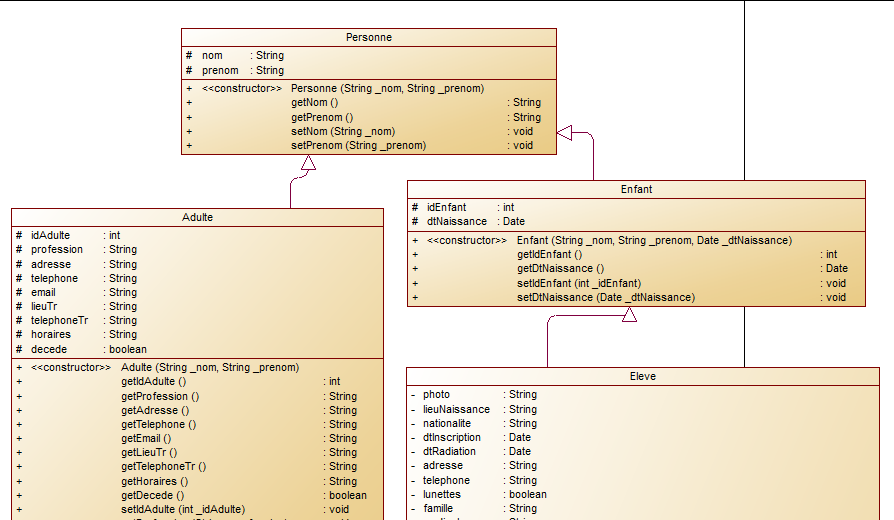 Personne
# nom : String
# prenom : String
+ <<constructor>> Personne (String _nom, String _prenom)
+ getNom () : String
+ getPrenom () : String
+ setNom (String _nom) : void
+ setPrenom (String _prenom) : void
Enfant
# idEnfant : int
# dtNaissance : Date
+ <<constructor>> Enfant (String _nom, String _prenom, Date _dtNaissance)
+ getIdEnfant () : int
+ getDtNaissance () : Date
+ setIdEnfant (int _idEnfant) : void
+ setDtNaissance (Date _dtNaissance) : void
Adulte
# idAdulte : int
# profession : String
# adresse : String
# telephone : String
# email : String
# lieuTr : String
# telephoneTr : String
# horaires : String
# decede : boolean
+ <<constructor>> Adulte (String _nom, String _prenom)
+ getIdAdulte () : int
+ getProfession () : String
+ getAdresse () : String
+ getTelephone () : String
+ getEmail () : String
+ getLieuTr () : String
+ getTelephoneTr () : String
+ getHoraires () : String
+ getDecede () : boolean
+ setIdAdulte (int _idAdulte) : void
Eleve
- photo : String
- lieuNaissance : String
- nationalite : String
- dtInscription : Date
- dtRadiation : Date
- adresse : String
- telephone : String
- lunettes : boolean
- famille : String